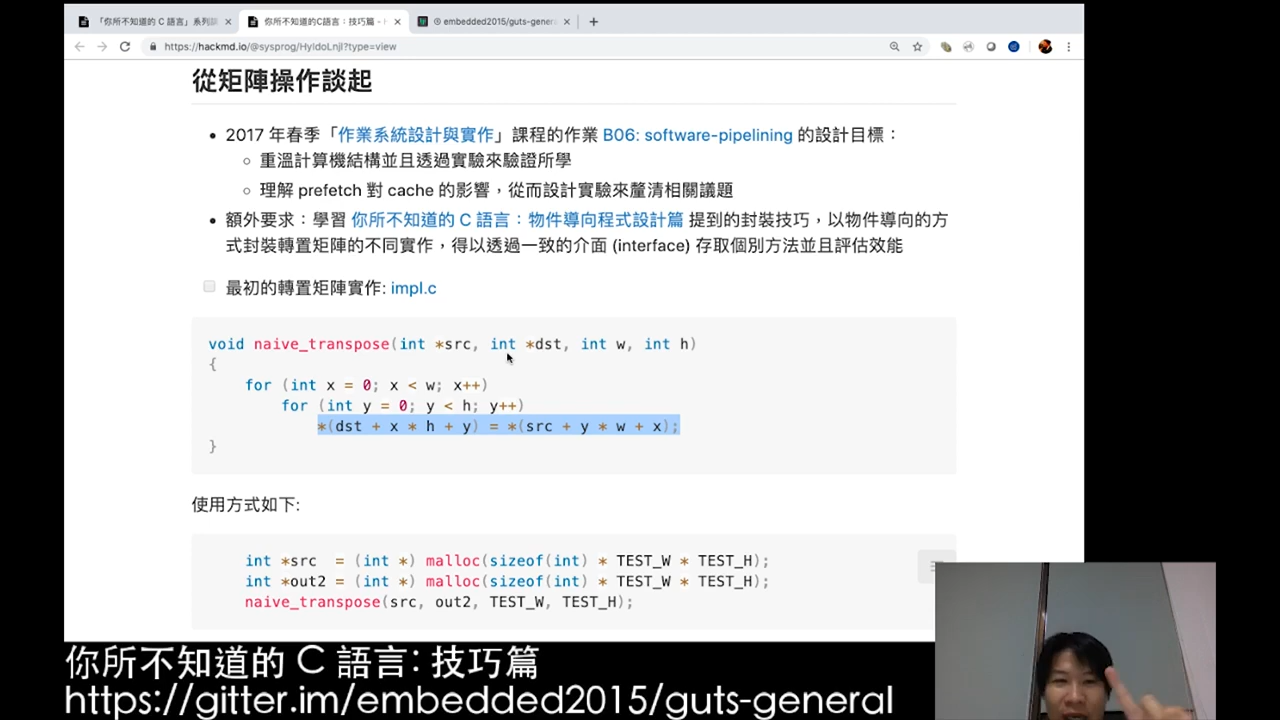 「你所不知道的 C 語言」系列講
你所不知道的C語言：技巧篇 -
embedded2015/guts-genera
https://hackmd.io/@sysprog/HyIdoLnjl?type=view
從矩陣操作談起
2017 年春季「作業系統設計與實作」課程的作業 B06: software-pipelining 的設計目標：
重溫計算機結構並且透過實驗來驗證所學
理解 prefetch 對 cache 的影響，從而設計實驗來釐清相關議題
額外要求：學習 你所不知道的 C 語言：物件導向程式設計篇 提到的封裝技巧，以物件導向的方
式封裝轉置矩陣的不同實作，得以透過一致的介面 (interface) 存取個別方法並且評估效能
最初的轉置矩陣實作: impl.c
void naive_transpose(int *src, int *dst, int w, int h)
{
for (int x = 0; x < w; x++)
for (int y = 0; y < h; y++)
*(dst + x * h + y) = *(src + y * w + x);
}
使用方式如下:
int *src  = (int *) malloc(sizeof(int) * TEST_W * TEST_H);
int *out2 = (int *) malloc(sizeof(int) * TEST_W * TEST_H);
naive_transpose(src, out2, TEST_W, TEST_H);
你所不知道的 C 語言: 技巧篇
https://gitter.im/embedded2015/guts-general